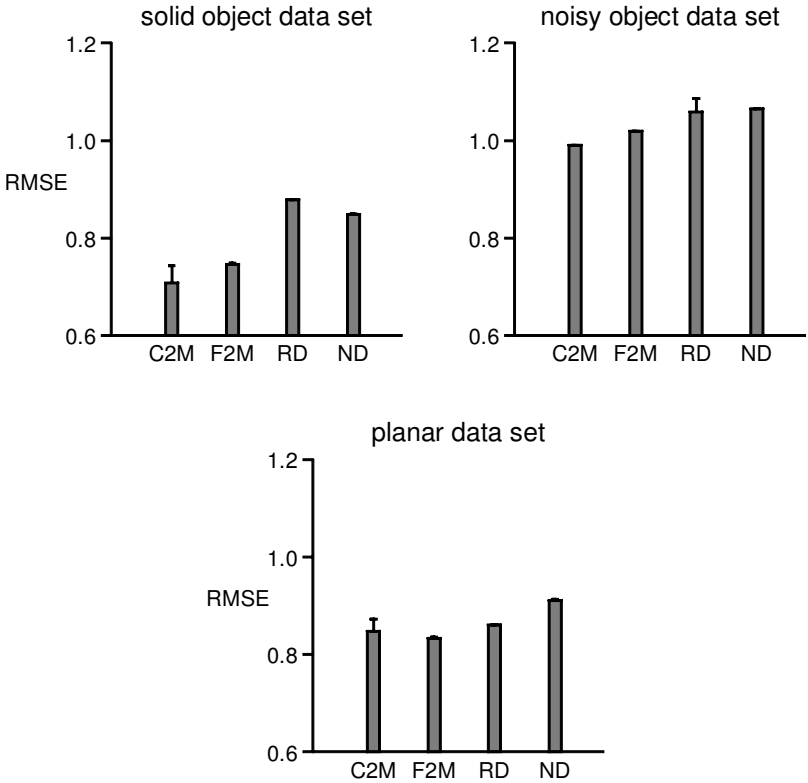 solid object data set
1.2
1.0
RMSE
0.8
0.6
C2M F2M RD ND
noisy object data set
1.2
1.0
0.8
0.6
C2M F2M RD ND
planar data set
1.2
1.0
RMSE
0.8
0.6
C2M F2M RD ND